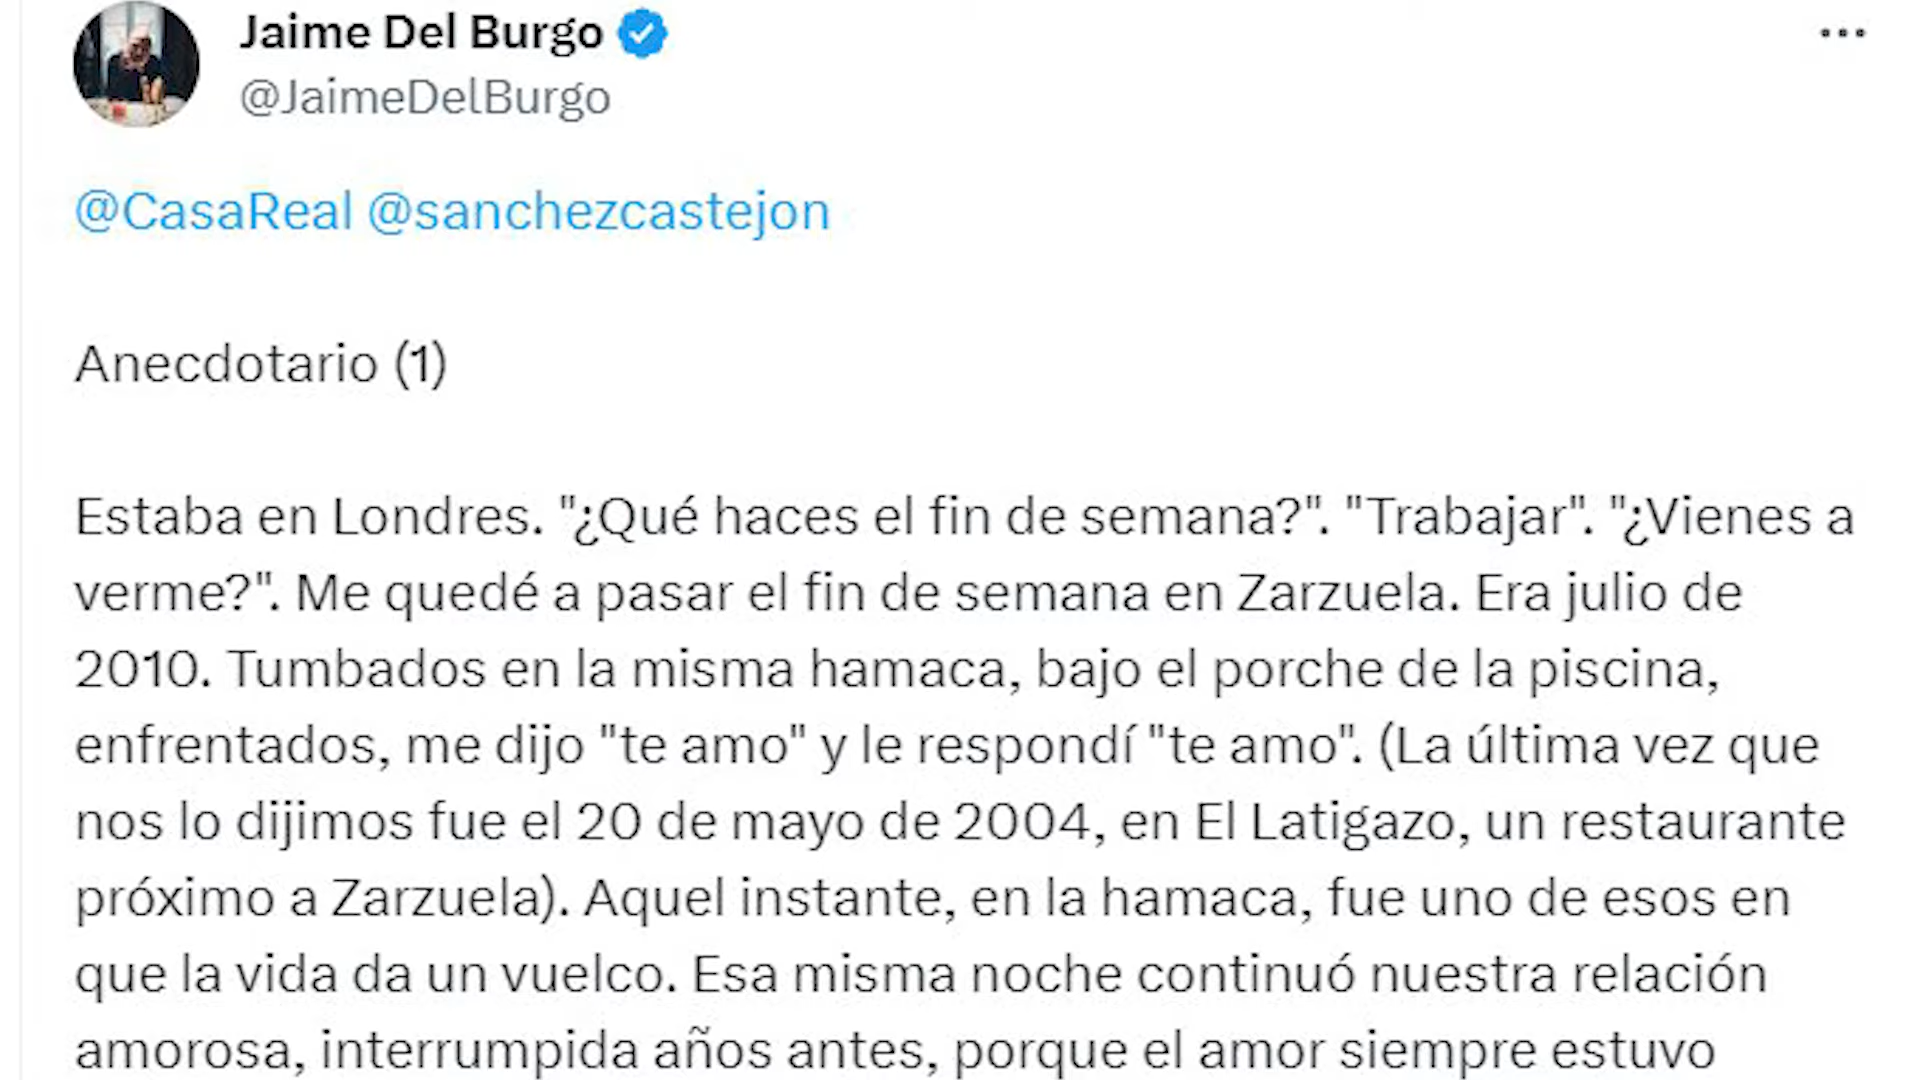 Jaime Del Burgo
@JaimeDelBurgo
@CasaReal @sanchezcastejon
Anecdotario (1)
Estaba en Londres. "¿Qué haces el fin de semana?". "Trabajar". "¿Vienes a
verme?". Me quedé a pasar el fin de semana en Zarzuela. Era julio de
2010. Tumbados en la misma hamaca, bajo el porche de la piscina,
enfrentados, me dijo "te amo" y le respondí "te amo". (La última vez que
nos lo dijimos fue el 20 de mayo de 2004, en El Latigazo, un restaurante
próximo a Zarzuela). Aquel instante, en la hamaca, fue uno de esos en
que la vida da un vuelco. Esa misma noche continuó nuestra relación
amorosa, interrumpida años antes, porque el amor siempre estuvo